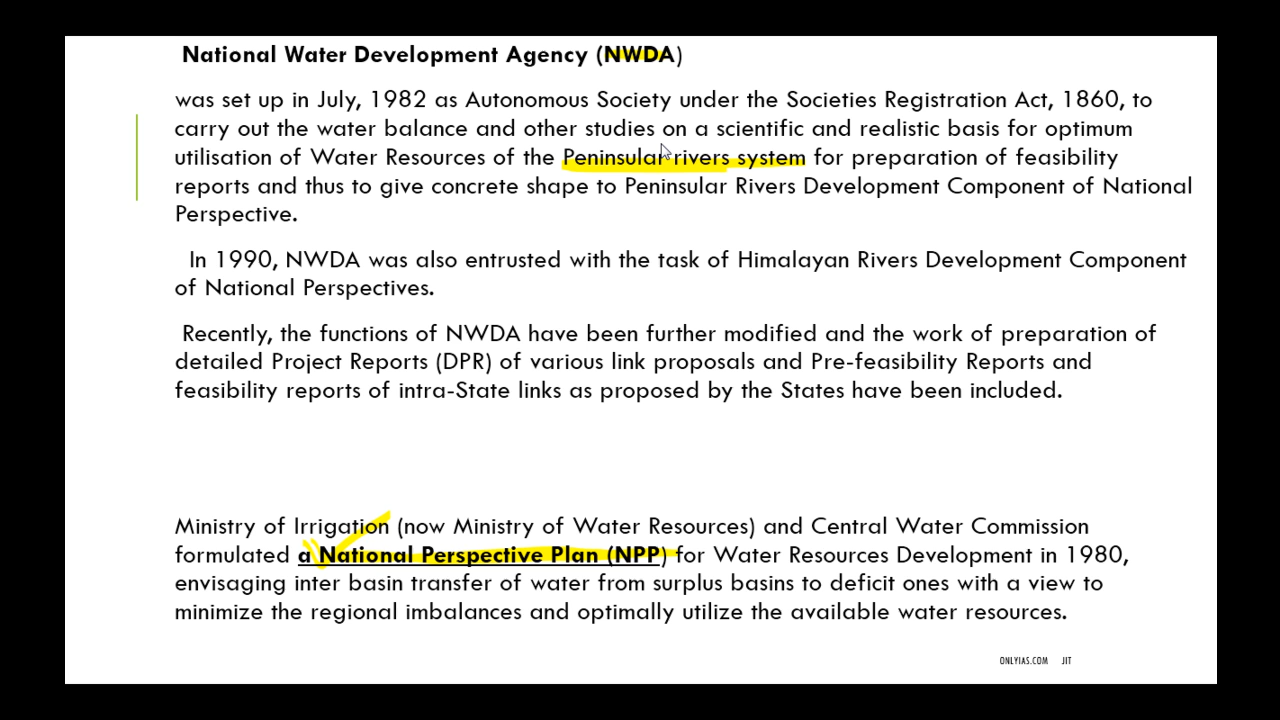 National Water Development Agency (NWDA)
was set up in July, 1982 as Autonomous Society under the Societies Registration Act, 1860, to
carry out the water balance and other studies on a scientific and realistic basis for optimum
utilisation of Water Resources of the Peninsular rivers system for preparation of feasibility
reports and thus to give concrete shape to Peninsular Rivers Development Component of National
Perspective.
In 1990, NWDA was also entrusted with the task of Himalayan Rivers Development Component
of National Perspectives.
Recently, the functions of NWDA have been further modified and the work of preparation of
detailed Project Reports (DPR) of various link proposals and Pre-feasibility Reports and
feasibility reports of intra-State links as proposed by the States have been included.
Ministry of Irrigation (now Ministry of Water Resources) and Central Water Commission
formulated a National Perspective Plan (NPP) for Water Resources Development in 1980,
envisaging inter basin transfer of water from surplus basins to deficit ones with a view to
minimize the regional imbalances and optimally utilize the available water resources.
ONLYIAS.COM JIT